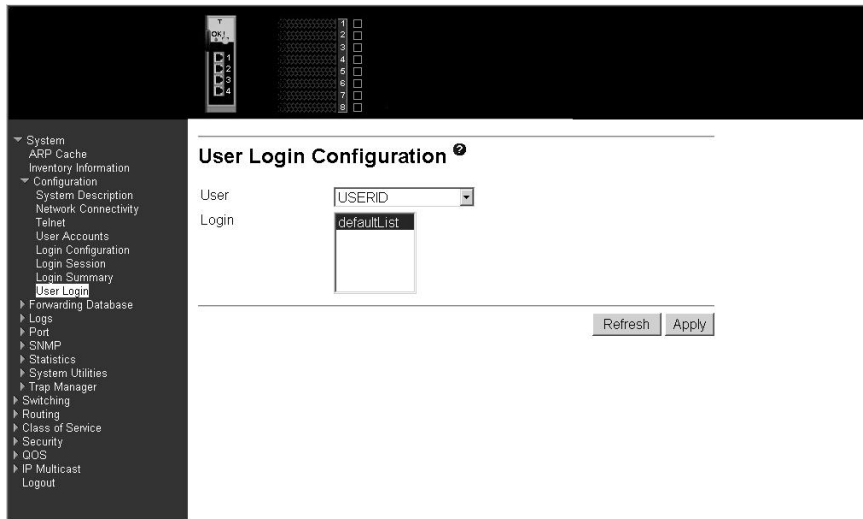 T
OK!
1
2
3
4
1
2
3
4
5
6
7
8
System
ARP Cache
Inventory Information
Configuration
System Description
Network Connectivity
Telnet
User Accounts
Login Configuration
Login Session
Login Summary
User Login
Forwarding Database
Logs
Port
SNMP
Statistics
System Utilities
Trap Manager
Switching
Routing
Class of Service
Security
QOS
IP Multicast
Logout
User Login Configuration ?
User USERID
Login defaultList
Refresh Apply